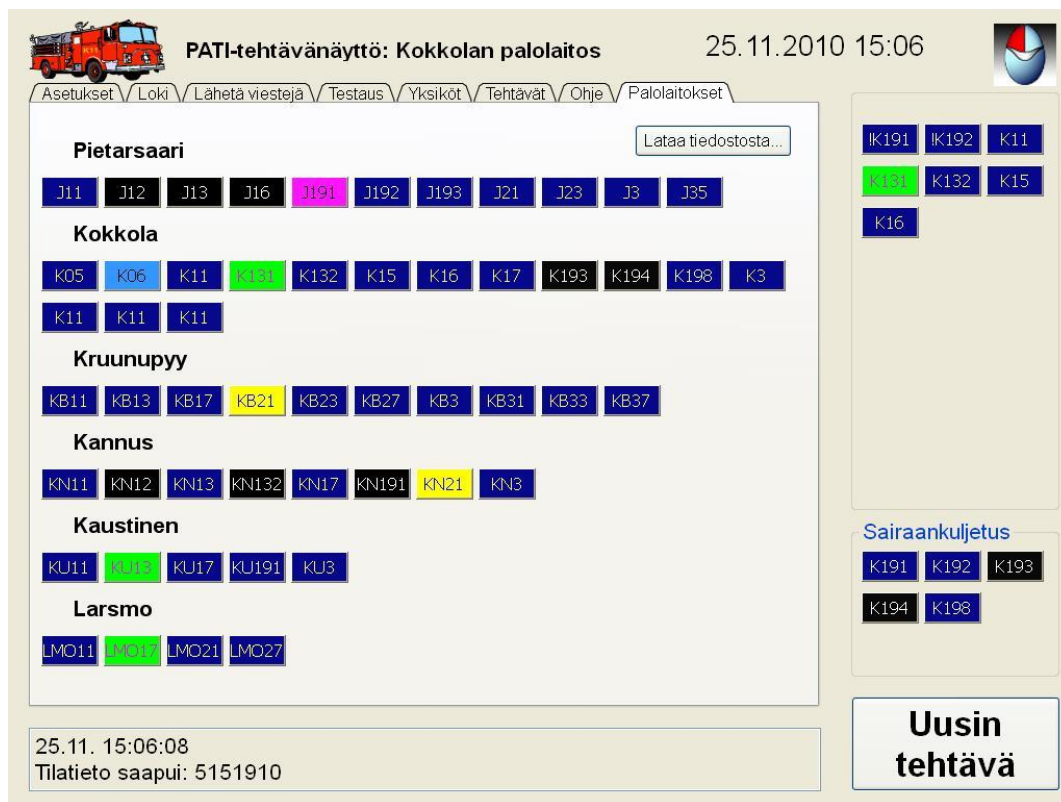 PATI-tehtävänäyttö: Kokkolan palolaitos 25.11.2010 15:06
K11
Asetukset Loki Lähetä viestejä Testaus Yksiköt Tehtävät Ohje Palolaitokset
Lataa tiedostosta...
Pietarsaari
J11 J12 J13 J16 J191 J192 J193 J21 J23 J3 J35
Kokkola
K05 K06 K11 K131 K132 K15 K16 K17 K193 K194 K198 K3
K11 K11 K11
Kruunupyy
KB11 KB13 KB17 KB21 KB23 KB27 KB3 KB31 KB33 KB37
Kannus
KN11 KN12 KN13 KN132 KN17 KN191 KN21 KN3
Kaustinen
KU11 KU13 KU17 KU191 KU3
Larsmo
LMO11 LMO17 LMO21 LMO27
!K191 !K192 K11
K131 K132 K15
K16
Sairaankuljetus
K191 K192 K193
K194 K198
25.11. 15:06:08
Tilatieto saapui: 5151910
Uusin
tehtävä